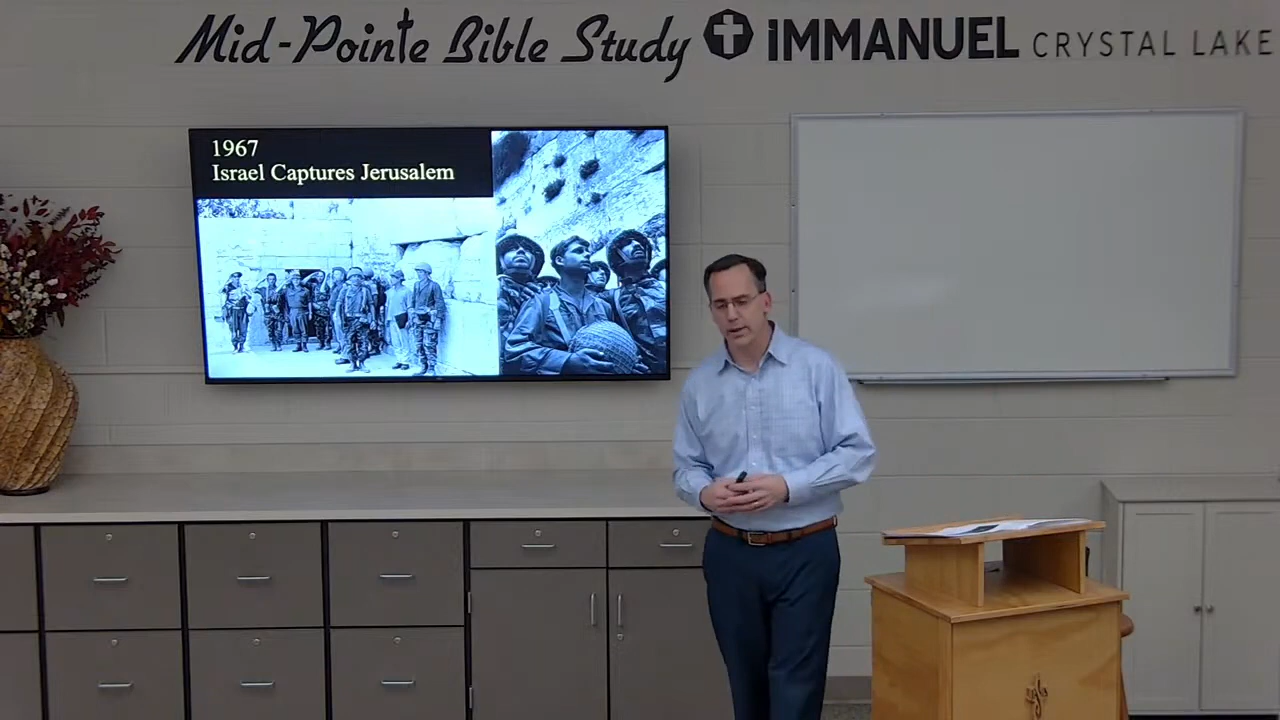 Mid-Pointe Bible Study iMMANUEL CRYSTAL LAKE
1967
Israel Captures Jerusalem